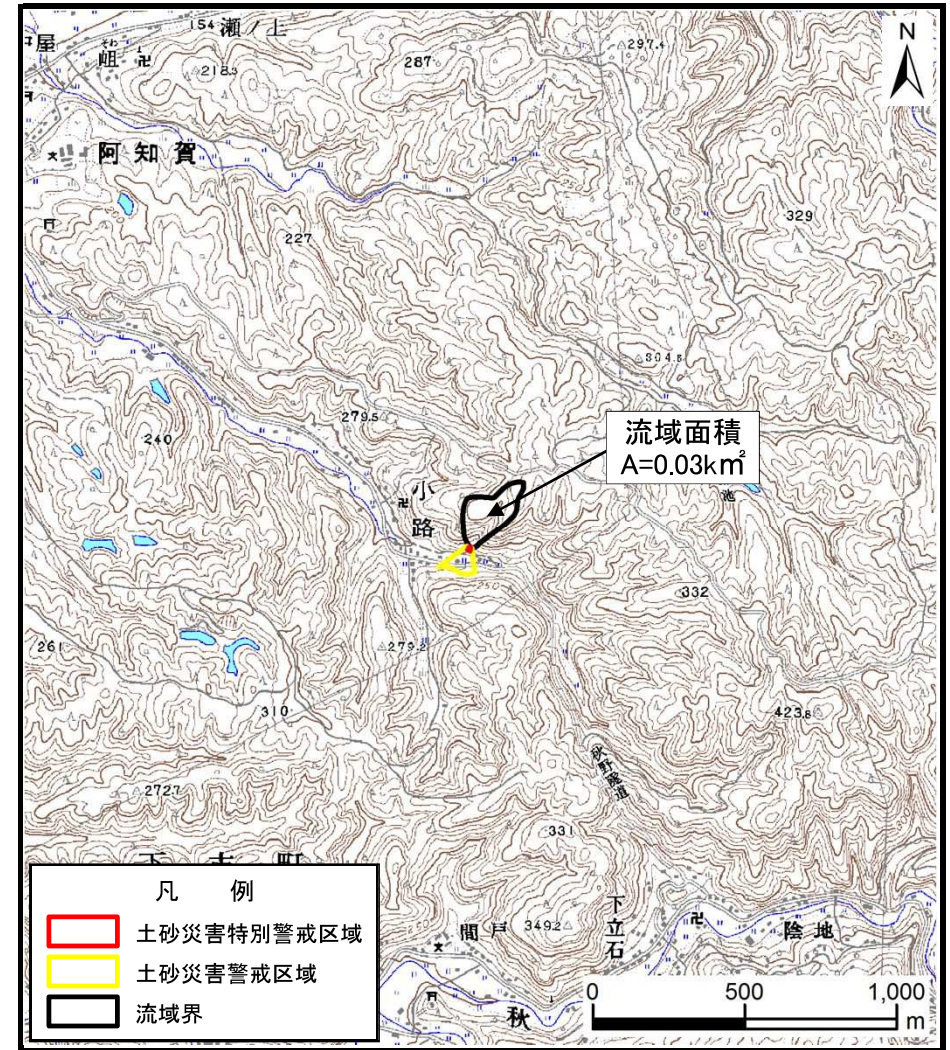 154 瀬ノ上
屋
そわ
岨
218.3
287
297.4
N
阿知賀
329
227
304.8
279.5
流域面積
A=0.03km²
240
小路
池
332
261
279.2
310
423.8
秋野隧道
272.7
331
下市町
凡 例
土砂災害特別警戒区域
土砂災害警戒区域
流域界
間戸
349.2
下立石
陰地
秋
0 500 1,000
m